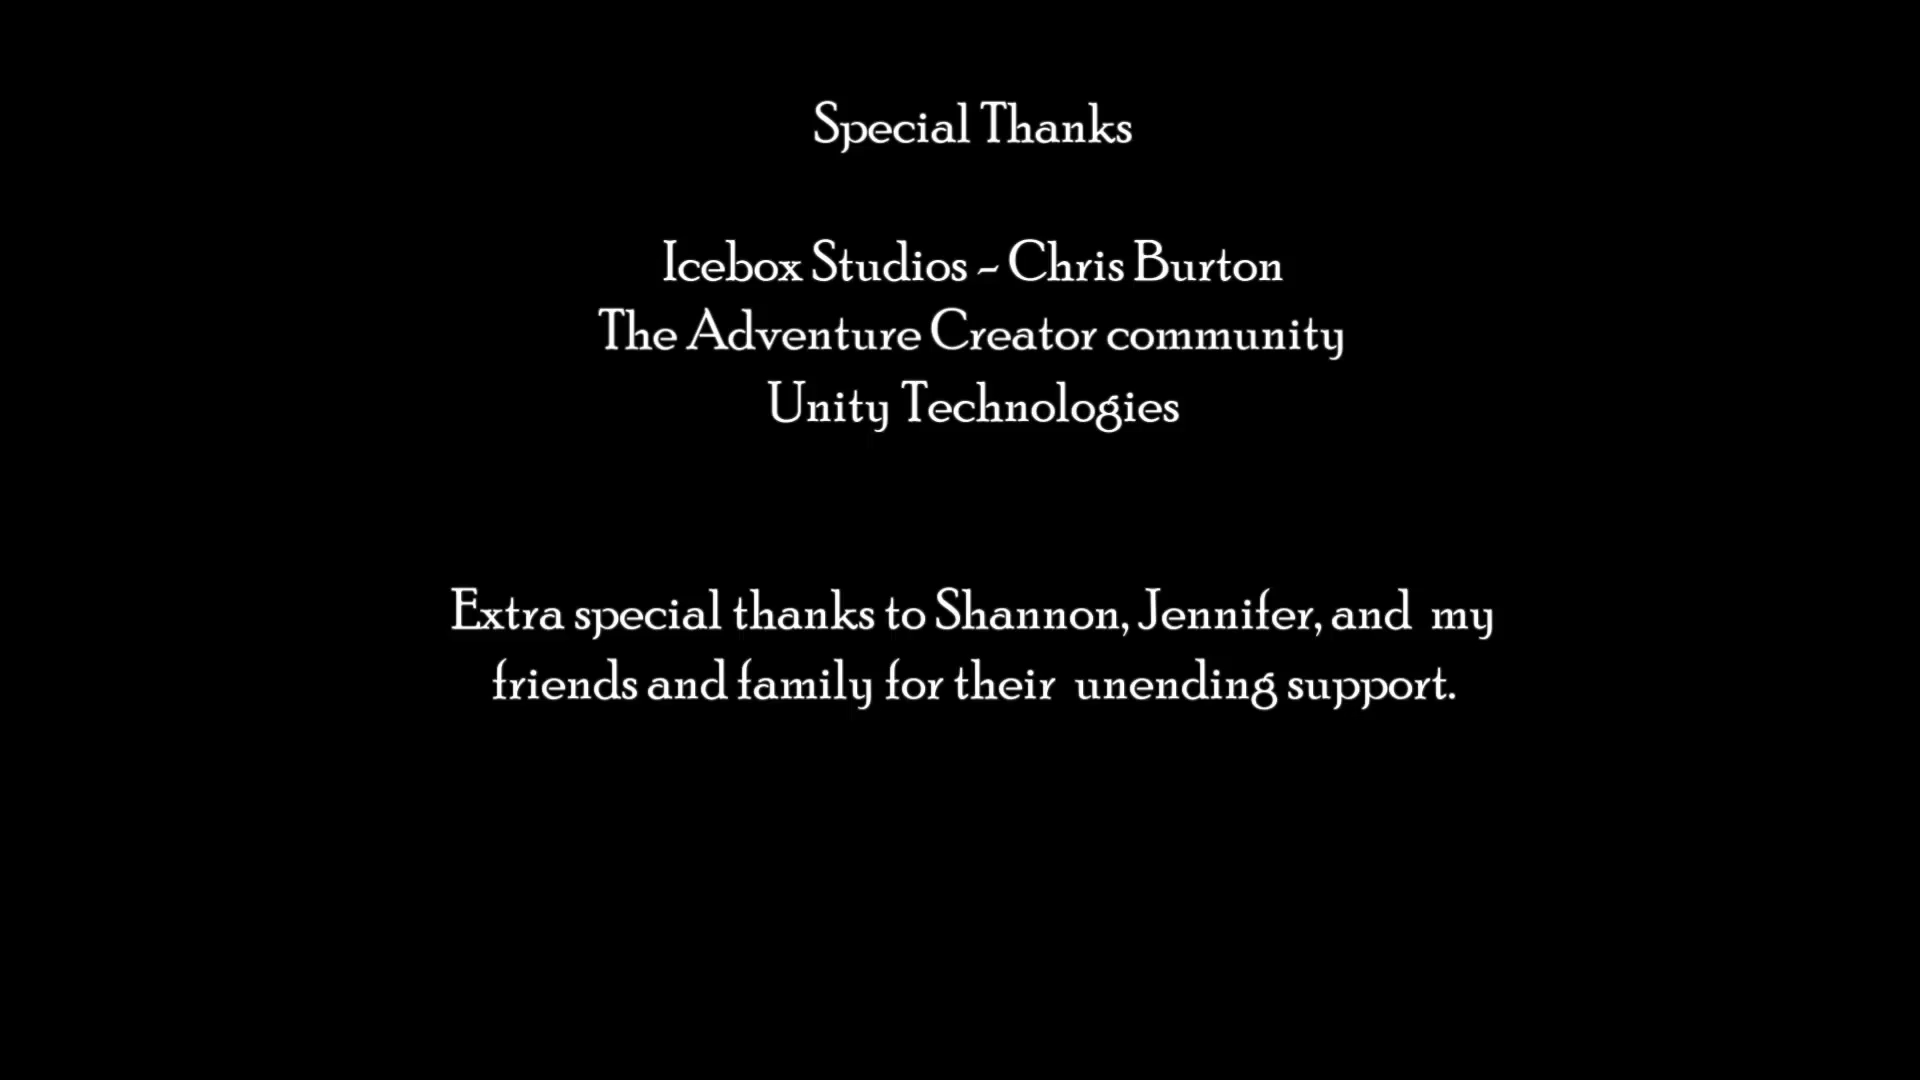 Special Thanks
Icebox Studios - Chris Burton
The Adventure Creator community
Unity Technologies
Extra special thanks to Shannon, Jennifer, and  my
friends and family for their  unending support.